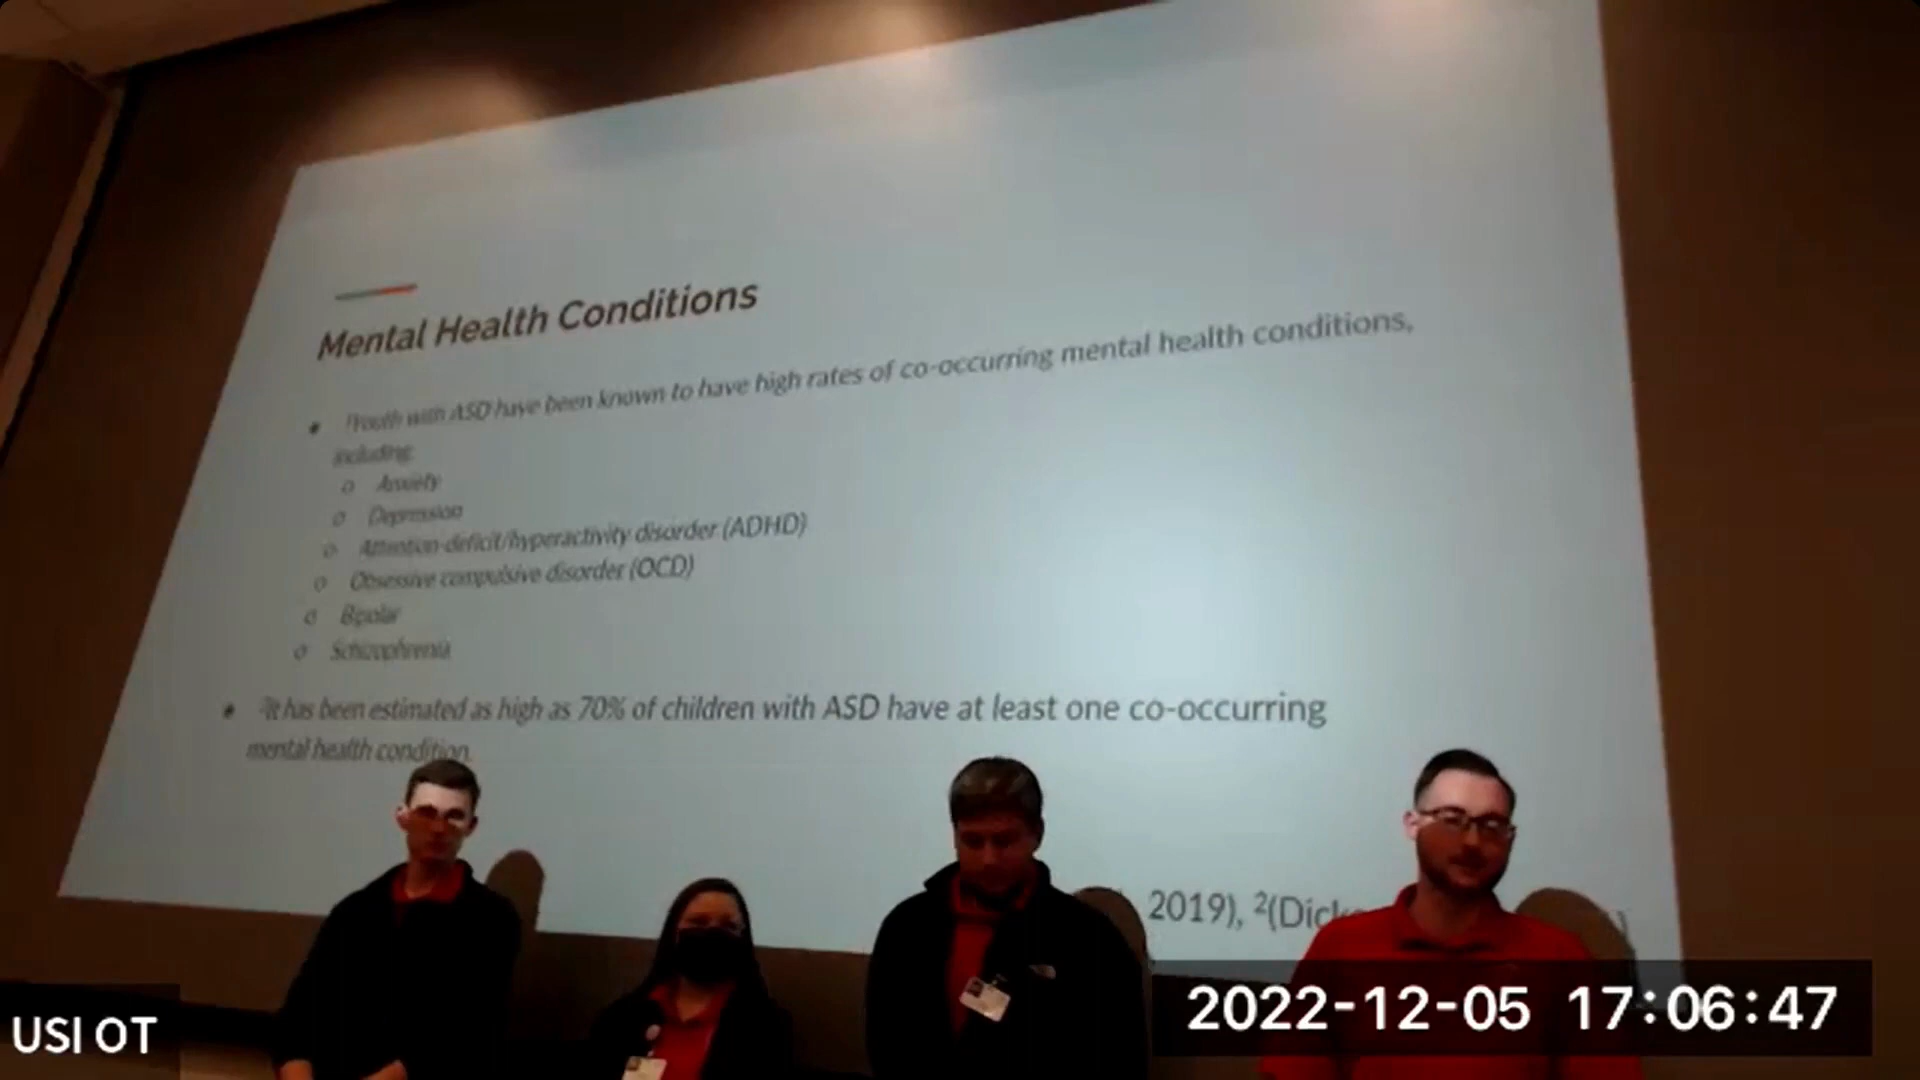 Mental Health Conditions
• ¹Youth with ASD have been known to have high rates of co-occurring mental health conditions,
including:
o Anxiety
o Depression
o Attention-deficit/hyperactivity disorder (ADHD)
o Obsessive compulsive disorder (OCD)
o Bipolar
o Schizophrenia
• ²It has been estimated as high as 70% of children with ASD have at least one co-occurring
mental health condition.
2019), ²(Dick
USI OT
2022-12-05 17:06:47